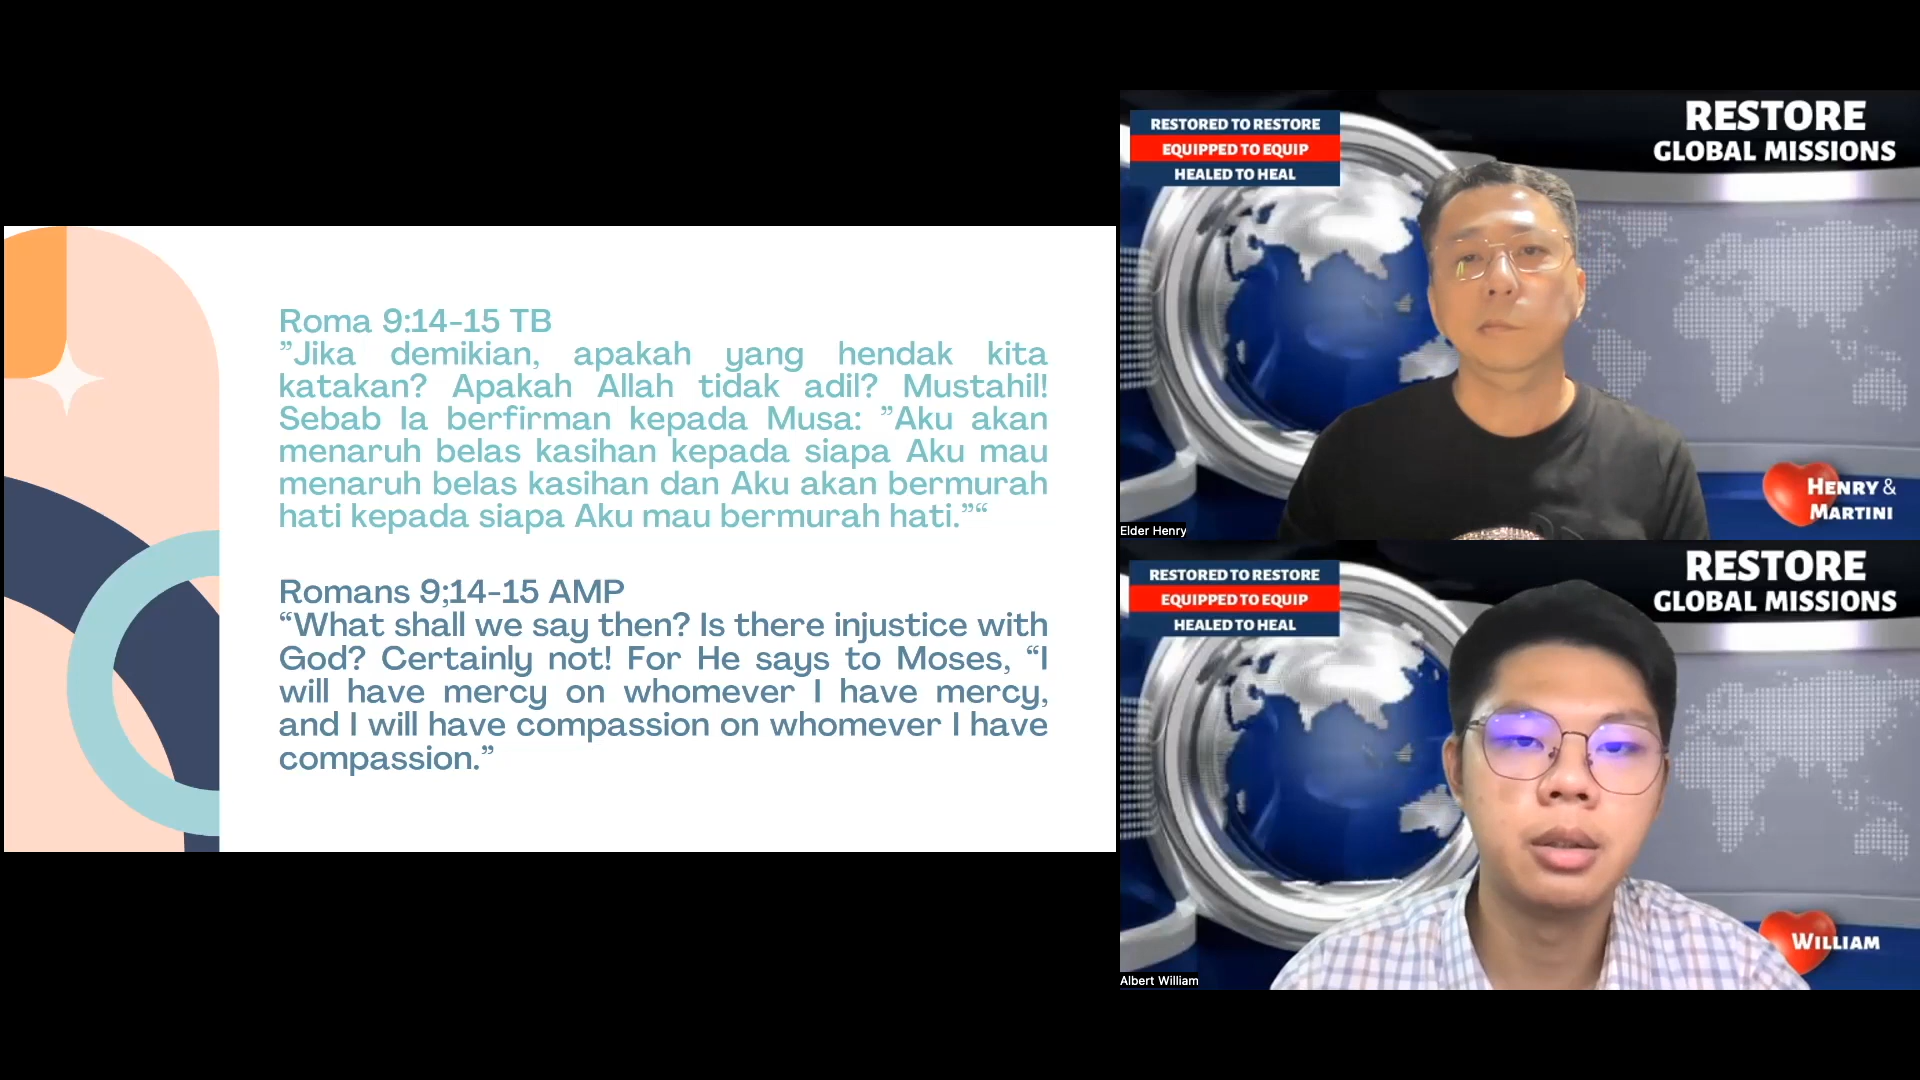 Roma 9:14-15 TB
”Jika demikian, apakah yang hendak kita
katakan? Apakah Allah tidak adil? Mustahil!
Sebab Ia berfirman kepada Musa: ”Aku akan
menaruh belas kasihan kepada siapa Aku mau
menaruh belas kasihan dan Aku akan bermurah
hati kepada siapa Aku mau bermurah hati.”“
Romans 9;14-15 AMP
“What shall we say then? Is there injustice with
God? Certainly not! For He says to Moses, “I
will have mercy on whomever I have mercy,
and I will have compassion on whomever I have
compassion.”
RESTORED TO RESTORE
EQUIPPED TO EQUIP
HEALED TO HEAL
RESTORE
GLOBAL MISSIONS
HENRY &
MARTINI
Elder Henry
RESTORED TO RESTORE
EQUIPPED TO EQUIP
HEALED TO HEAL
RESTORE
GLOBAL MISSIONS
WILLIAM
Albert William